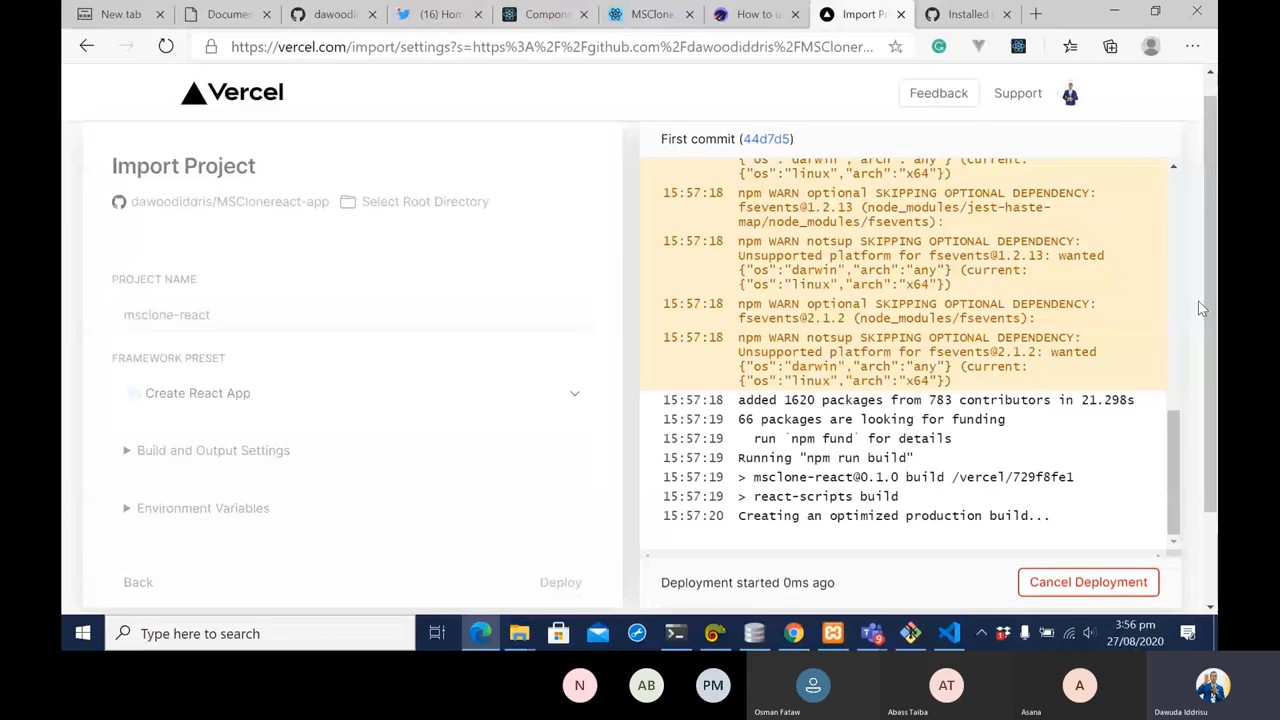 New tab
Documen
dawoodi
(16) Hom
Compona
MSClone
How to u
Import Pr
Installed
https://vercel.com/import/settings?s=https%3A%2F%2Fgithub.com%2Fdawoodiddris%2FMSCloner...
Vercel
Feedback
Support
Import Project
dawoodiddris/MSClonereact-app
Select Root Directory
PROJECT NAME
msclone-react
FRAMEWORK PRESET
Create React App
Build and Output Settings
Environment Variables
Back
Deploy
First commit (44d7d5)
{"os":"darwin","arch":"any"} (current:
{"os":"linux","arch":"x64"})
15:57:18 npm WARN optional SKIPPING OPTIONAL DEPENDENCY:
fsevents@1.2.13 (node_modules/jest-haste-
map/node_modules/fsevents):
15:57:18 npm WARN notsup SKIPPING OPTIONAL DEPENDENCY:
Unsupported platform for fsevents@1.2.13: wanted
{"os":"darwin","arch":"any"} (current:
{"os":"linux","arch":"x64"})
15:57:18 npm WARN optional SKIPPING OPTIONAL DEPENDENCY:
fsevents@2.1.2 (node_modules/fsevents):
15:57:18 npm WARN notsup SKIPPING OPTIONAL DEPENDENCY:
Unsupported platform for fsevents@2.1.2: wanted
{"os":"darwin","arch":"any"} (current:
{"os":"linux","arch":"x64"})
15:57:18 added 1620 packages from 783 contributors in 21.298s
15:57:19 66 packages are looking for funding
15:57:19 run `npm fund` for details
15:57:19 Running "npm run build"
15:57:19 > msclone-react@0.1.0 build /vercel/729f8fe1
15:57:19 > react-scripts build
15:57:20 Creating an optimized production build...
Deployment started 0ms ago
Cancel Deployment
Type here to search
9
3:56 pm
27/08/2020
N
AB
PM
AT
A
Osman Fataw
Abass Taiba
Asana
Dawuda Iddrisu